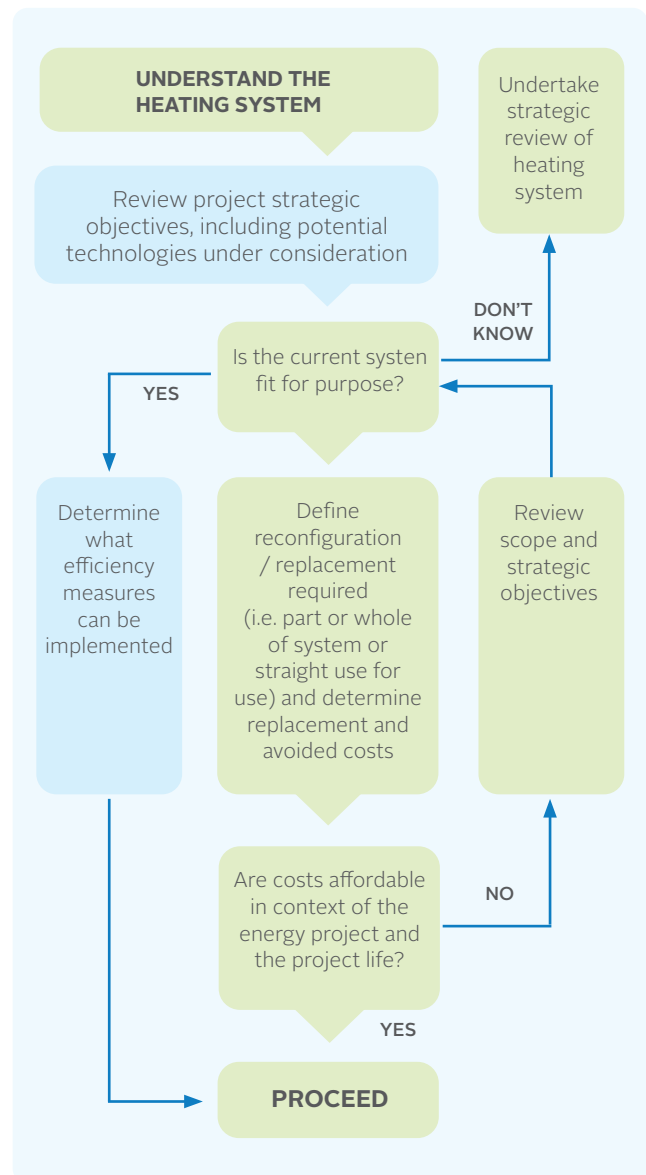 UNDERSTAND THE
HEATING SYSTEM
Undertake
strategic
review of
heating
system
Review project strategic
objectives, including potential
technologies under consideration
DON'T
KNOW
Is the current systen
fit for purpose?
YES
Determine
what
efficiency
measures
can be
implemented
Define
reconfiguration
/ replacement
required
(i.e. part or whole
of system or
straight use for
use) and determine
replacement and
avoided costs
Review
scope and
strategic
objectives
Are costs affordable
in context of the
energy project and
the project life?
NO
YES
PROCEED